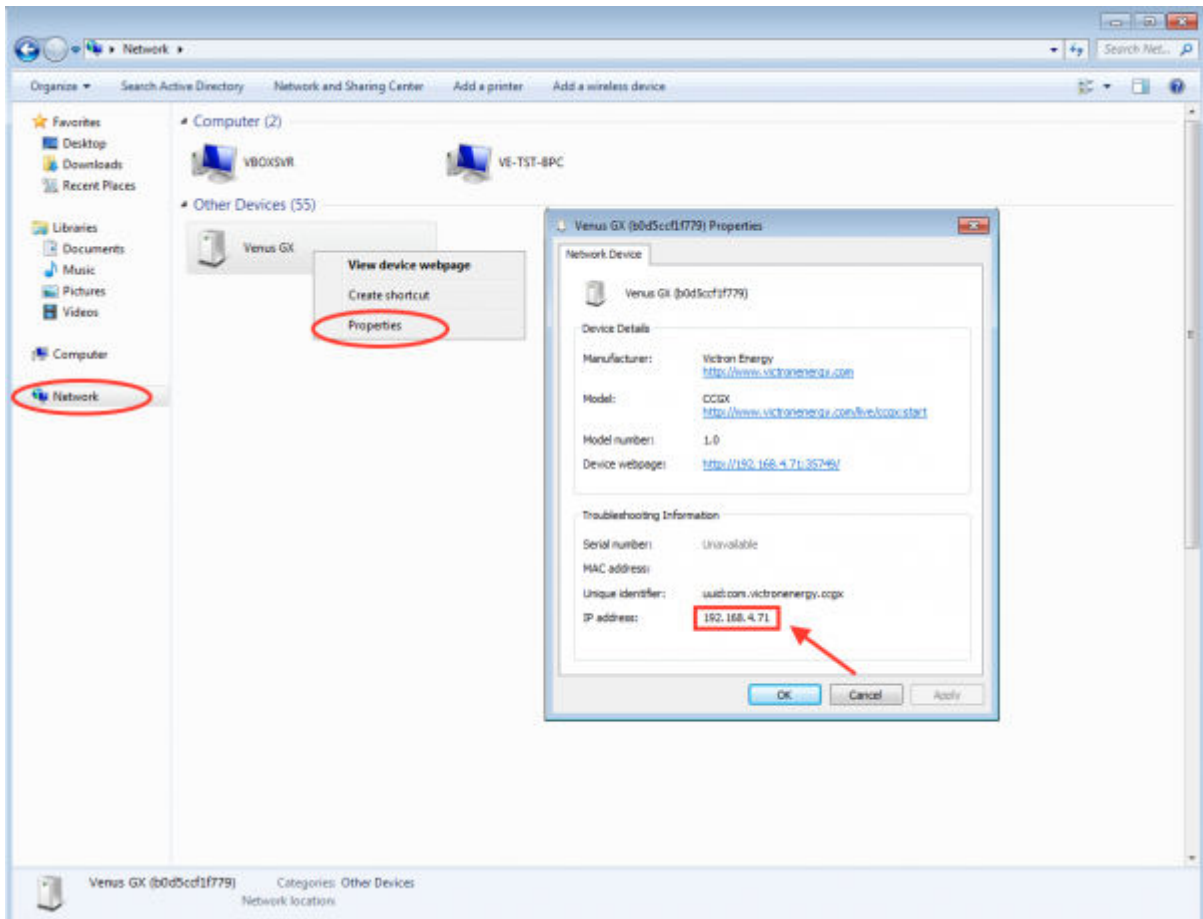 Network
Search Net...
Organize
Search Active Directory
Network and Sharing Center
Add a printer
Add a wireless device
Favorites
Desktop
Downloads
Recent Places
Libraries
Documents
Music
Pictures
Videos
Computer
Network
Computer (2)
VBOXSVR
VE-TST-8PC
Other Devices (55)
Venus GX
View device webpage
Create shortcut
Properties
Venus GX (b0d5ccf1f779) Properties
Network Device
Venus GX (b0d5ccf1f779)
Device Details
Manufacturer: Victron Energy
http://www.victronenergy.com
Model: CCGX
http://www.victronenergy.com/live/ccgx:start
Model number: 1.0
Device webpage: http://192.168.4.71:35749/
Troubleshooting Information
Serial number: Unavailable
MAC address:
Unique identifier: uuid:com.victronenergy.ccgx
IP address: 192.168.4.71
OK
Cancel
Apply
Venus GX (b0d5ccf1f779)
Categories: Other Devices
Network location: